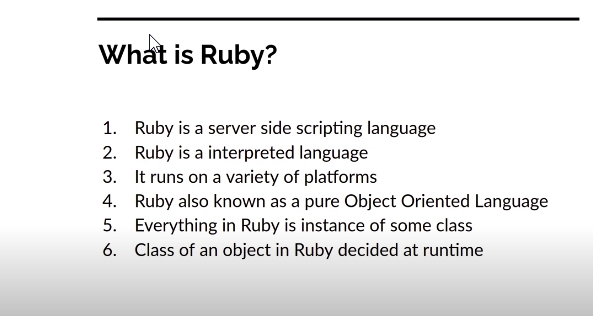 What is Ruby?
1. Ruby is a server side scripting language
2. Ruby is a interpreted language
3. It runs on a variety of platforms
4. Ruby also known as a pure Object Oriented Language
5. Everything in Ruby is instance of some class
6. Class of an object in Ruby decided at runtime